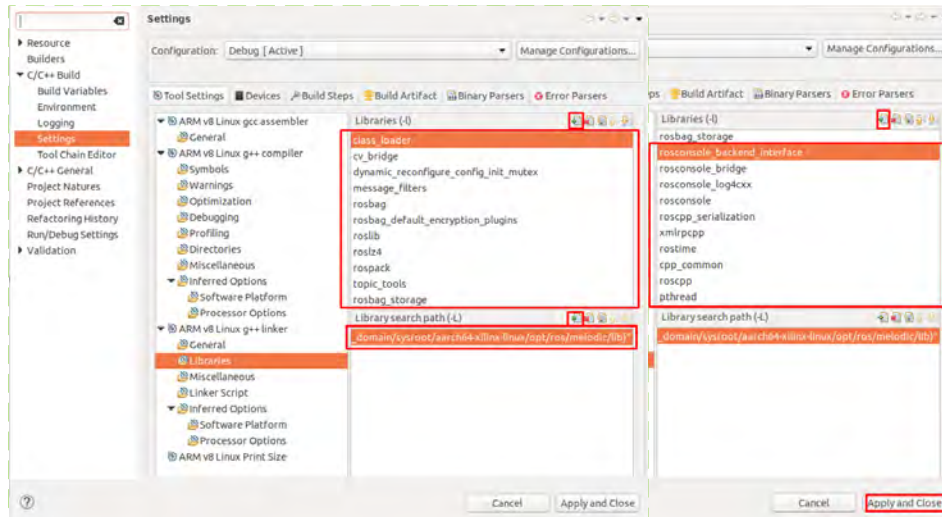 Settings
Resource
Builders
C/C++ Build
Build Variables
Environment
Logging
Settings
Tool Chain Editor
C/C++ General
Project Natures
Project References
Refactoring History
Run/Debug Settings
Validation
Configuration: Debug [ Active ]
Manage Configurations...
Tool Settings Devices Build Steps Build Artifact Binary Parsers Error Parsers
ARM v8 Linux gcc assembler
General
ARM v8 Linux g++ compiler
Symbols
Warnings
Optimization
Debugging
Profiling
Directories
Miscellaneous
Inferred Options
Software Platform
Processor Options
ARM v8 Linux g++ linker
General
Libraries
Miscellaneous
Linker Script
Inferred Options
Software Platform
Processor Options
ARM v8 Linux Print Size
Libraries (-l)
class_loader
cv_bridge
dynamic_reconfigure_config_init_mutex
message_filters
rosbag
rosbag_default_encryption_plugins
roslib
roslz4
rospack
topic_tools
rosbag_storage
Library search path (-L)
_domain/sysroot/aarch64-xilinx-linux/opt/ros/melodic/lib}"
Cancel
Apply and Close
Manage Configurations...
ps Build Artifact Binary Parsers Error Parsers
Libraries (-l)
rosbag_storage
rosconsole_backend_interface
rosconsole_bridge
rosconsole_log4cxx
rosconsole
roscpp_serialization
xmlrpcpp
rostime
cpp_common
roscpp
pthread
Library search path (-L)
_domain/sysroot/aarch64-xilinx-linux/opt/ros/melodic/lib}"
Cancel
Apply and Close